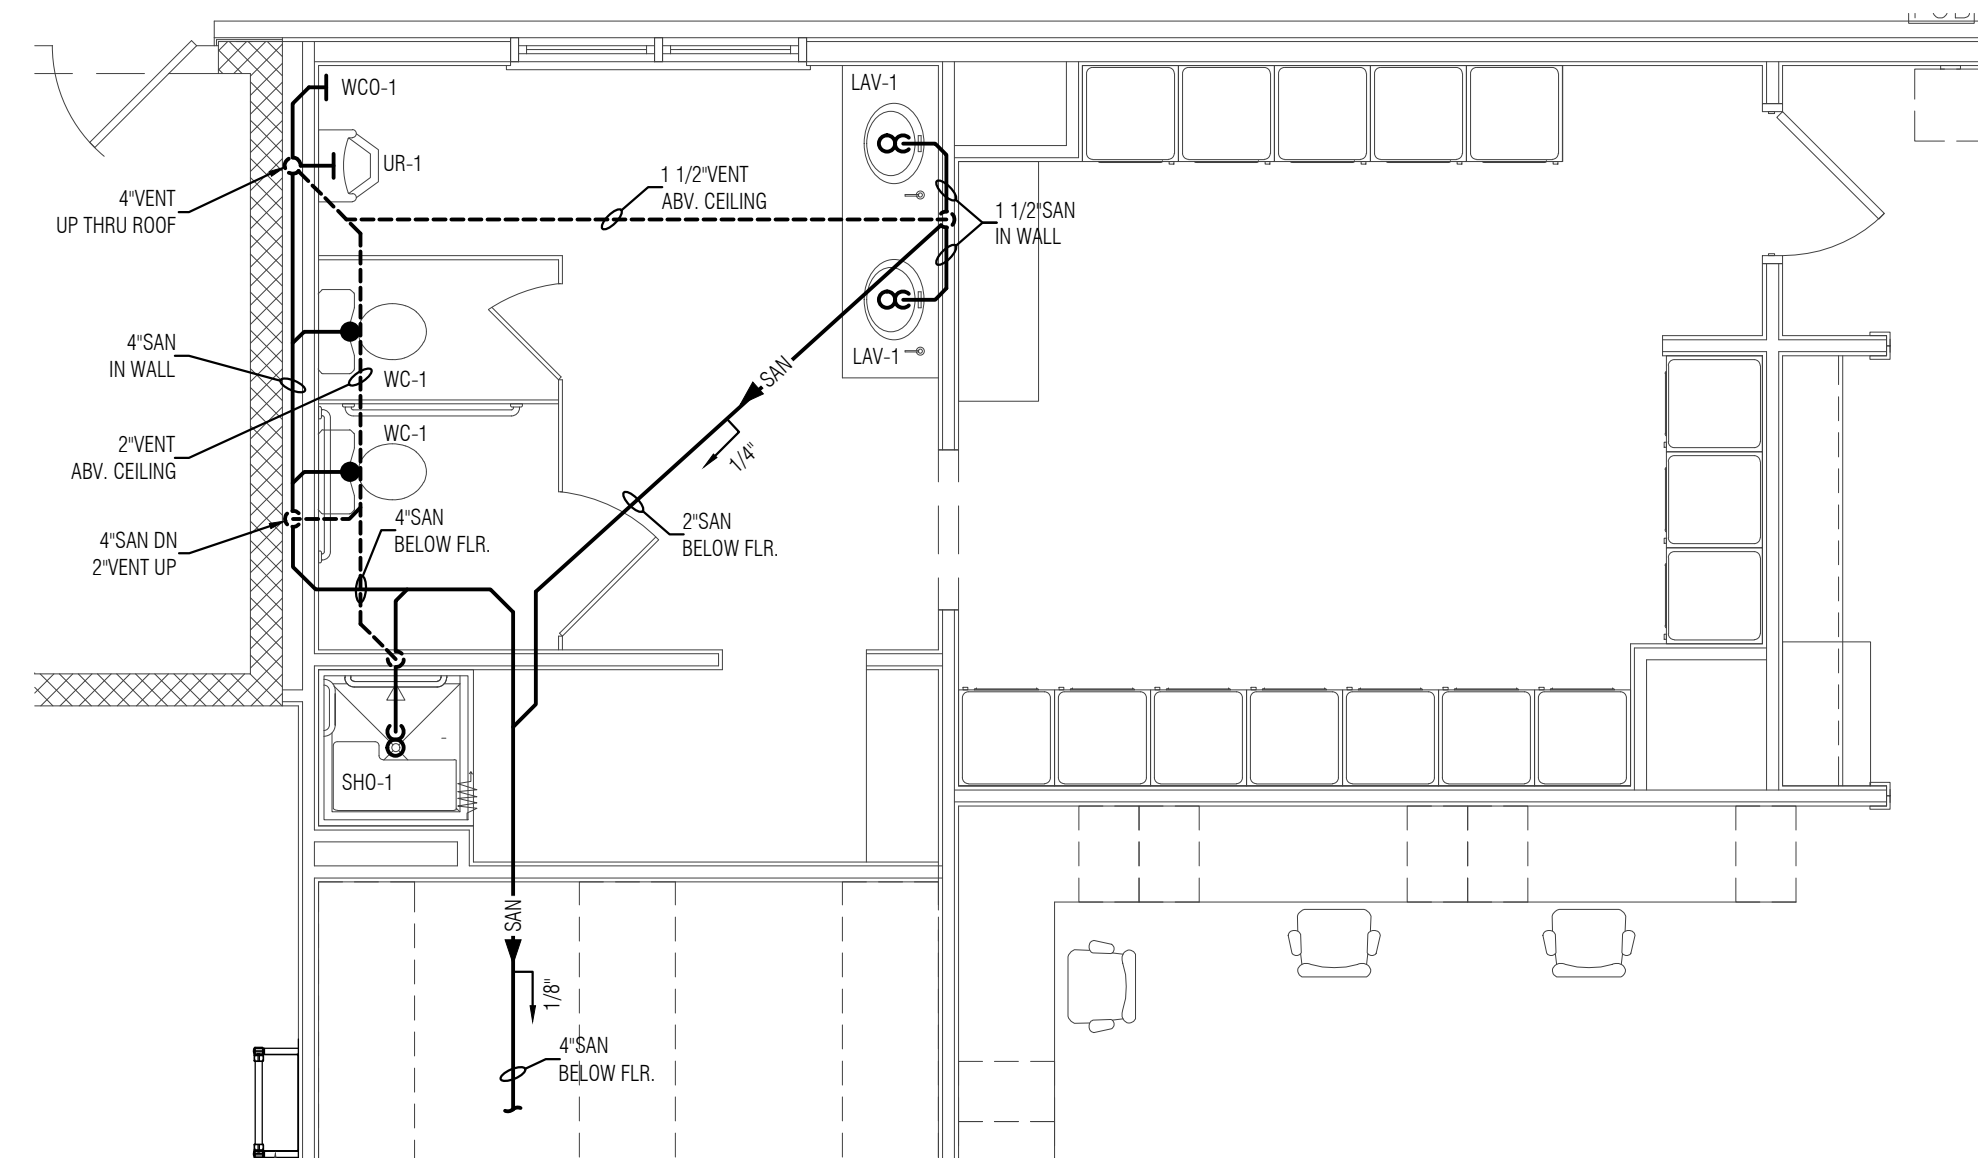 WCO-1
LAV-1
UR-1
4"VENT
UP THRU ROOF
1 1/2"VENT
ABV. CEILING
1 1/2"SAN
IN WALL
4"SAN
IN WALL
LAV-1
SAN
WC-1
WC-1
2"VENT
ABV. CEILING
1/4"
4"SAN
BELOW FLR.
2"SAN
BELOW FLR.
4"SAN DN
2"VENT UP
SHO-1
SAN
1/8"
4"SAN
BELOW FLR.